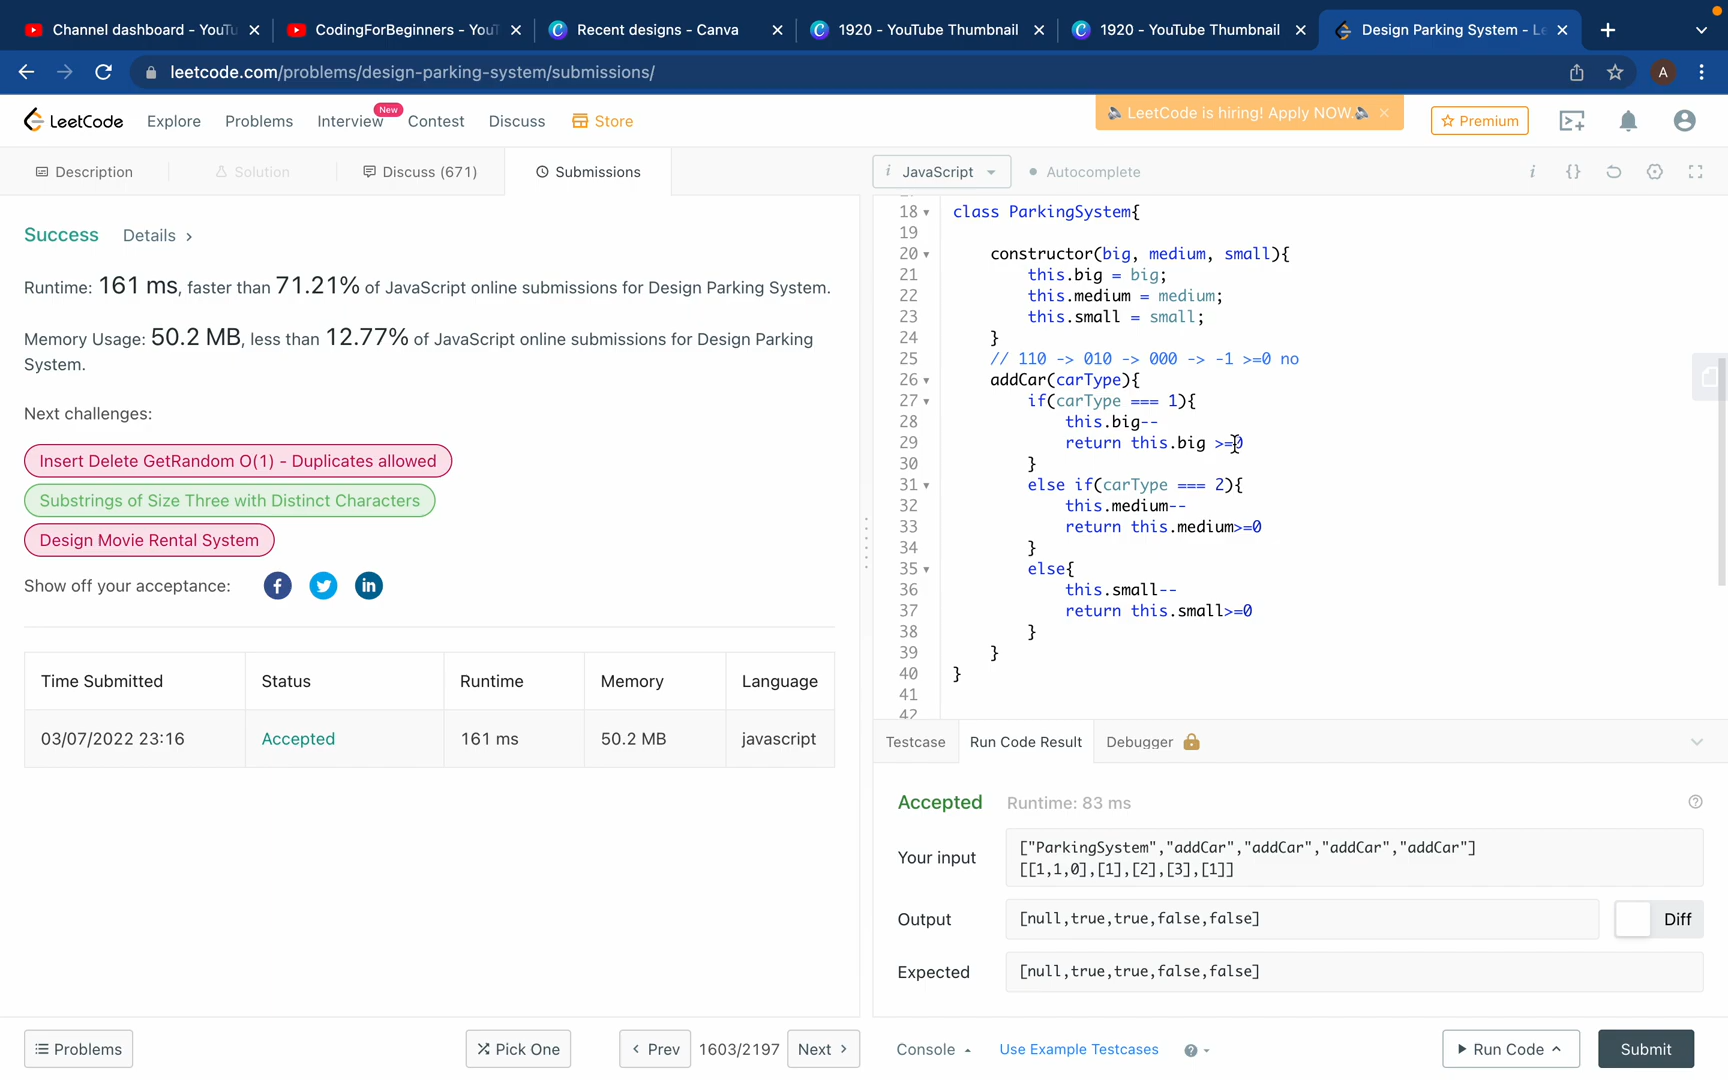 Channel dashboard - YouTu
CodingForBeginners - You
Recent designs - Canva
1920 - YouTube Thumbnail
1920 - YouTube Thumbnail
Design Parking System - Le
leetcode.com/problems/design-parking-system/submissions/
A
LeetCode
Explore
Problems
Interview
New
Contest
Discuss
Store
LeetCode is hiring! Apply NOW.
Premium
Description
Solution
Discuss (671)
Submissions
i JavaScript
Autocomplete
i {}
Success Details >
Runtime: 161 ms, faster than 71.21% of JavaScript online submissions for Design Parking System.
Memory Usage: 50.2 MB, less than 12.77% of JavaScript online submissions for Design Parking
System.
Next challenges:
Insert Delete GetRandom O(1) - Duplicates allowed
Substrings of Size Three with Distinct Characters
Design Movie Rental System
Show off your acceptance:
Time Submitted Status Runtime Memory Language
03/07/2022 23:16 Accepted 161 ms 50.2 MB javascript
18 class ParkingSystem{
19
20 constructor(big, medium, small){
21 this.big = big;
22 this.medium = medium;
23 this.small = small;
24 }
25 // 110 -> 010 -> 000 -> -1 >=0 no
26 addCar(carType){
27 if(carType === 1){
28 this.big--
29 return this.big >=0
30 }
31 else if(carType === 2){
32 this.medium--
33 return this.medium>=0
34 }
35 else{
36 this.small--
37 return this.small>=0
38 }
39 }
40 }
41
42
Testcase
Run Code Result
Debugger
Accepted Runtime: 83 ms
Your input
["ParkingSystem","addCar","addCar","addCar","addCar"]
[[1,1,0],[1],[2],[3],[1]]
Output
[null,true,true,false,false]
Diff
Expected
[null,true,true,false,false]
Problems
Pick One
< Prev
1603/2197
Next >
Console
Use Example Testcases
Run Code
Submit